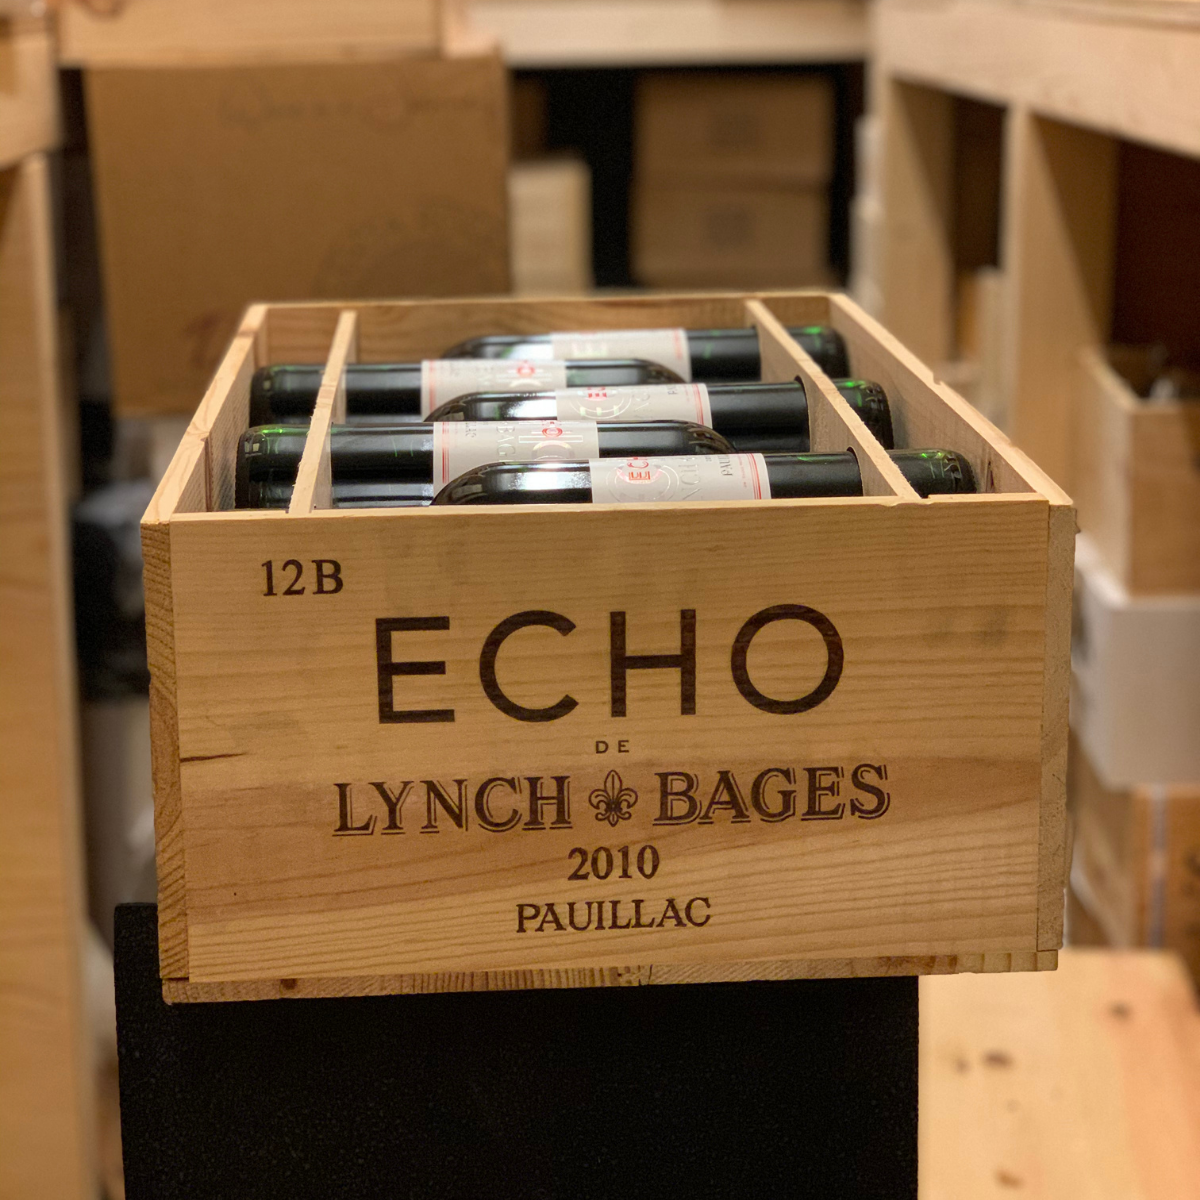 12B
ECHO
DE
LYNCH BAGES
2010
PAUILLAC